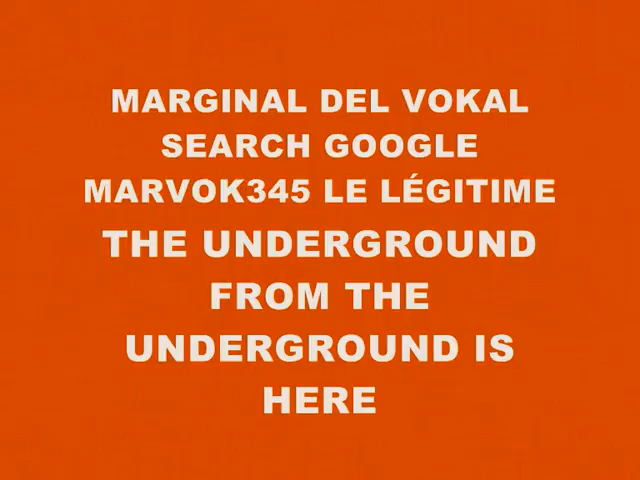 MARGINAL DEL VOKAL
SEARCH GOOGLE
MARVOK345 LE LÉGITIME
THE UNDERGROUND
FROM THE
UNDERGROUND IS
HERE